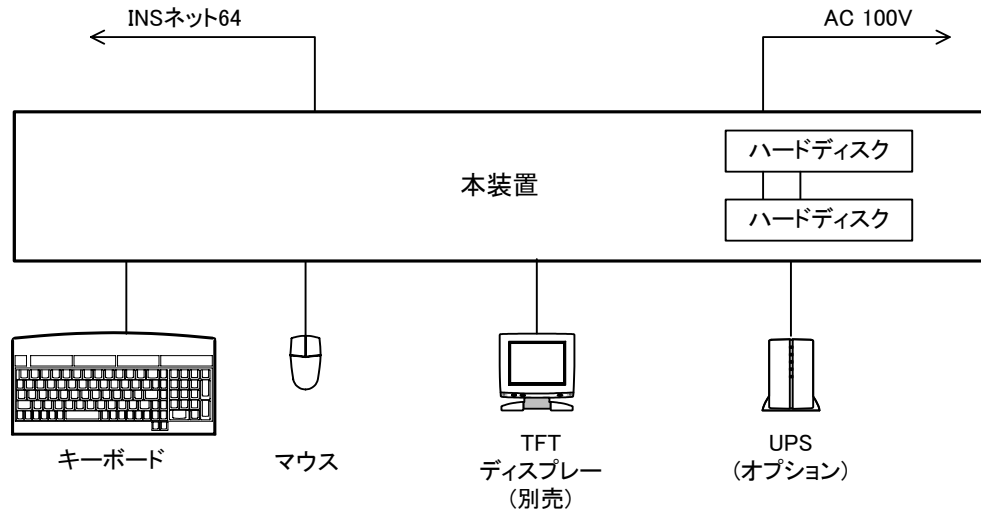 INSネット64
AC 100V
本装置
ハードディスク
ハードディスク
キーボード
マウス
TFT
ディスプレー
(別売)
UPS
(オプション)